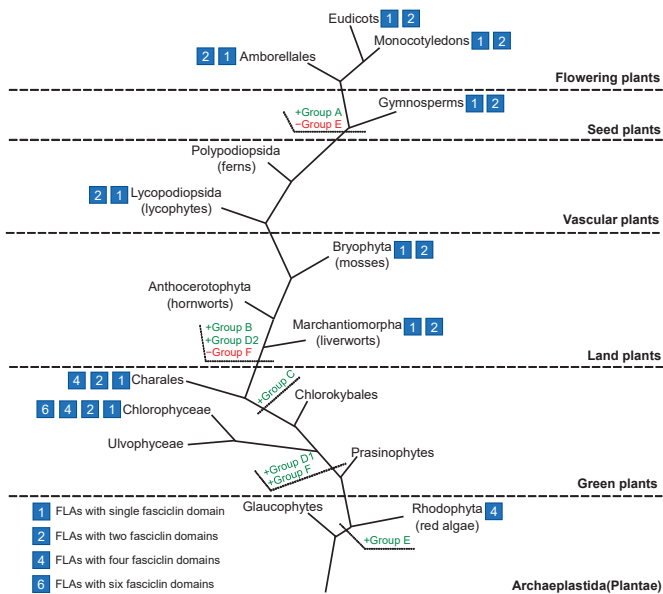 Eudicots 1 2
Monocotyledons 1 2
2 1 Amborellales
Flowering plants
+Group A
−Group E
Gymnosperms 1 2
Seed plants
Polypodiopsida
(ferns)
2 1 Lycopodiopsida
(lycophytes)
Vascular plants
Bryophyta 1 2
(mosses)
Anthocerotophyta
(hornworts)
+Group B
+Group D2
−Group F
Marchantiomorpha 1 2
(liverworts)
Land plants
4 2 1 Charales
+Group C
Chlorokybales
6 4 2 1 Chlorophyceae
Ulvophyceae
Prasinophytes
+Group D1
+Group F
Green plants
1 FLAs with single fasciclin domain
2 FLAs with two fasciclin domains
4 FLAs with four fasciclin domains
6 FLAs with six fasciclin domains
Glaucophytes
Rhodophyta 4
(red algae)
+Group E
Archaeplastida(Plantae)